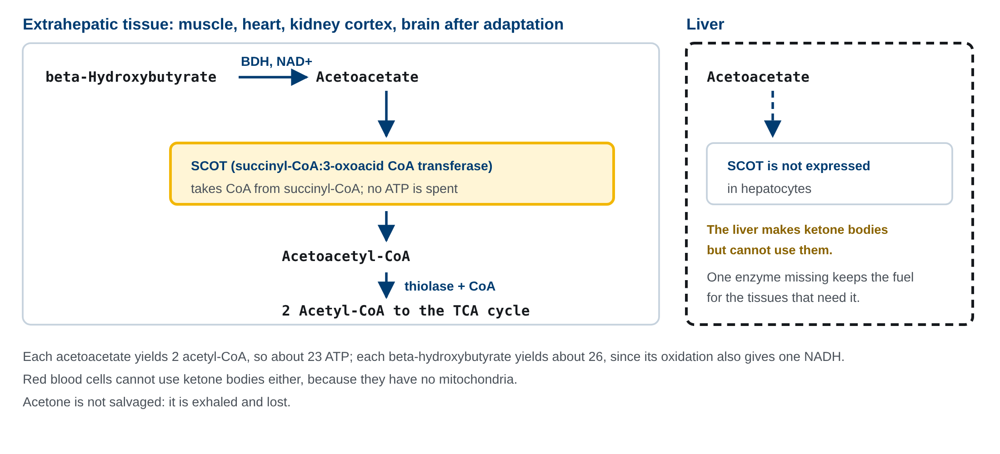 Extrahepatic tissue: muscle, heart, kidney cortex, brain after adaptation
BDH, NAD+
beta-Hydroxybutyrate
Acetoacetate
SCOT (succinyl-CoA:3-oxoacid CoA transferase)
takes CoA from succinyl-CoA; no ATP is spent
Acetoacetyl-CoA
thiolase + CoA
2 Acetyl-CoA to the TCA cycle
Liver
Acetoacetate
SCOT is not expressed
in hepatocytes
The liver makes ketone bodies
but cannot use them.
One enzyme missing keeps the fuel
for the tissues that need it.
Each acetoacetate yields 2 acetyl-CoA, so about 23 ATP; each beta-hydroxybutyrate yields about 26, since its oxidation also gives one NADH.
Red blood cells cannot use ketone bodies either, because they have no mitochondria.
Acetone is not salvaged: it is exhaled and lost.